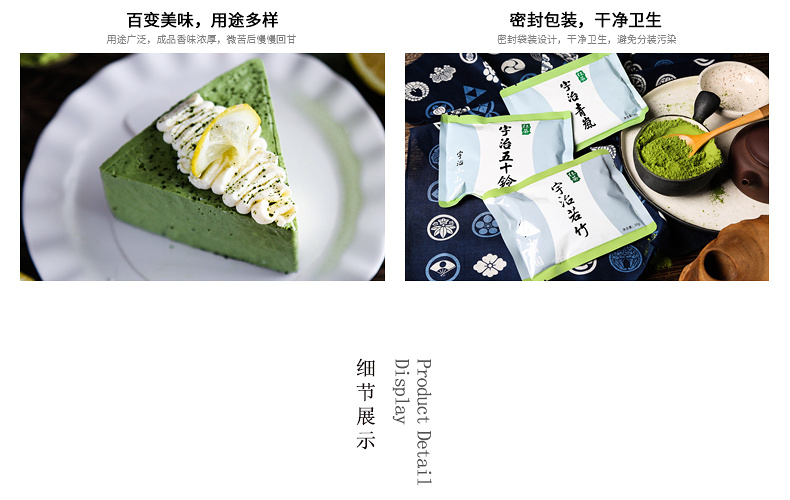 百变美味，用途多样
用途广泛，成品香味浓厚，微苦后慢慢回甘
密封包装，干净卫生
密封袋装设计，干净卫生，避免分装污染
宇治青嵐
宇治五十鈴
宇治
宇治若竹
细节展示
Product Detail
Display